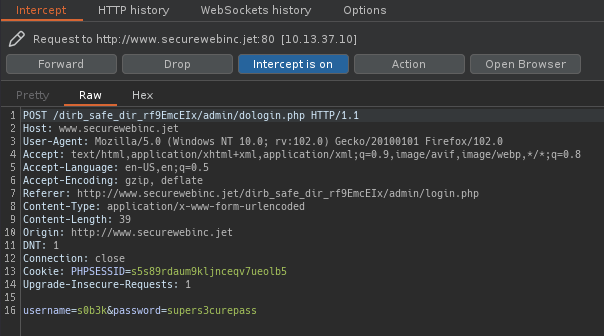 Intercept HTTP history WebSockets history Options
Request to http://www.securewebinc.jet:80 [10.13.37.10]
Forward Drop Intercept is on Action Open Browser
Pretty Raw Hex
1 POST /dirb_safe_dir_rf9EmcEIx/admin/dologin.php HTTP/1.1
2 Host: www.securewebinc.jet
3 User-Agent: Mozilla/5.0 (Windows NT 10.0; rv:102.0) Gecko/20100101 Firefox/102.0
4 Accept: text/html,application/xhtml+xml,application/xml;q=0.9,image/avif,image/webp,*/*;q=0.8
5 Accept-Language: en-US,en;q=0.5
6 Accept-Encoding: gzip, deflate
7 Referer: http://www.securewebinc.jet/dirb_safe_dir_rf9EmcEIx/admin/login.php
8 Content-Type: application/x-www-form-urlencoded
9 Content-Length: 39
10 Origin: http://www.securewebinc.jet
11 DNT: 1
12 Connection: close
13 Cookie: PHPSESSID=s5s89rdaum9kljnceqv7ueolb5
14 Upgrade-Insecure-Requests: 1
15
16 username=s0b3k&password=supers3curepass